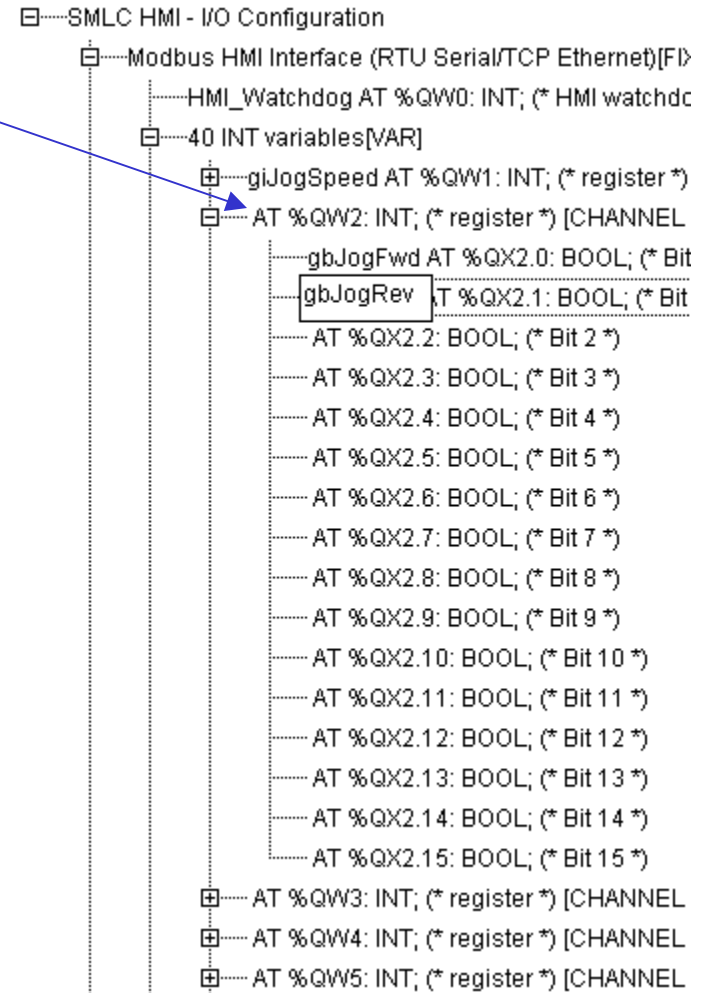 SMLC HMI - I/O Configuration
Modbus HMI Interface (RTU Serial/TCP Ethernet)[FIX
HMI_Watchdog AT %QW0: INT; (* HMI watchdo
40 INT variables[VAR]
giJogSpeed AT %QW1: INT; (* register *)
AT %QW2: INT; (* register *) [CHANNEL
gbJogFwd AT %QX2.0: BOOL; (* Bit
gbJogRev AT %QX2.1: BOOL; (* Bit
AT %QX2.2: BOOL; (* Bit 2 *)
AT %QX2.3: BOOL; (* Bit 3 *)
AT %QX2.4: BOOL; (* Bit 4 *)
AT %QX2.5: BOOL; (* Bit 5 *)
AT %QX2.6: BOOL; (* Bit 6 *)
AT %QX2.7: BOOL; (* Bit 7 *)
AT %QX2.8: BOOL; (* Bit 8 *)
AT %QX2.9: BOOL; (* Bit 9 *)
AT %QX2.10: BOOL; (* Bit 10 *)
AT %QX2.11: BOOL; (* Bit 11 *)
AT %QX2.12: BOOL; (* Bit 12 *)
AT %QX2.13: BOOL; (* Bit 13 *)
AT %QX2.14: BOOL; (* Bit 14 *)
AT %QX2.15: BOOL; (* Bit 15 *)
AT %QW3: INT; (* register *) [CHANNEL
AT %QW4: INT; (* register *) [CHANNEL
AT %QW5: INT; (* register *) [CHANNEL